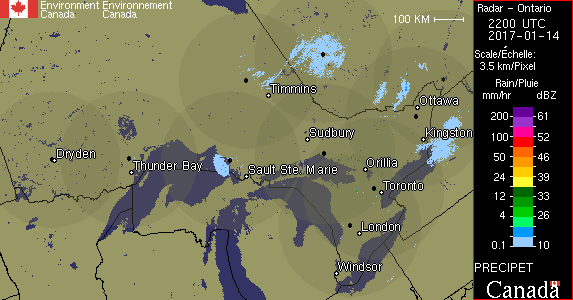 Environment Environnement
Canada Canada
100 KM
Timmins
Ottawa
Kingston
Sudbury
Dryden
Thunder Bay
Sault Ste. Marie
Orillia
Toronto
London
Windsor
Radar - Ontario
2200 UTC
2017-01-14
Scale/Échelle:
3.5 km/Pixel
Rain/Pluie
mm/hr dBZ
200 61
100 52
50 46
24 39
12 33
4 26
0.1 10
PRECIPET
Canada